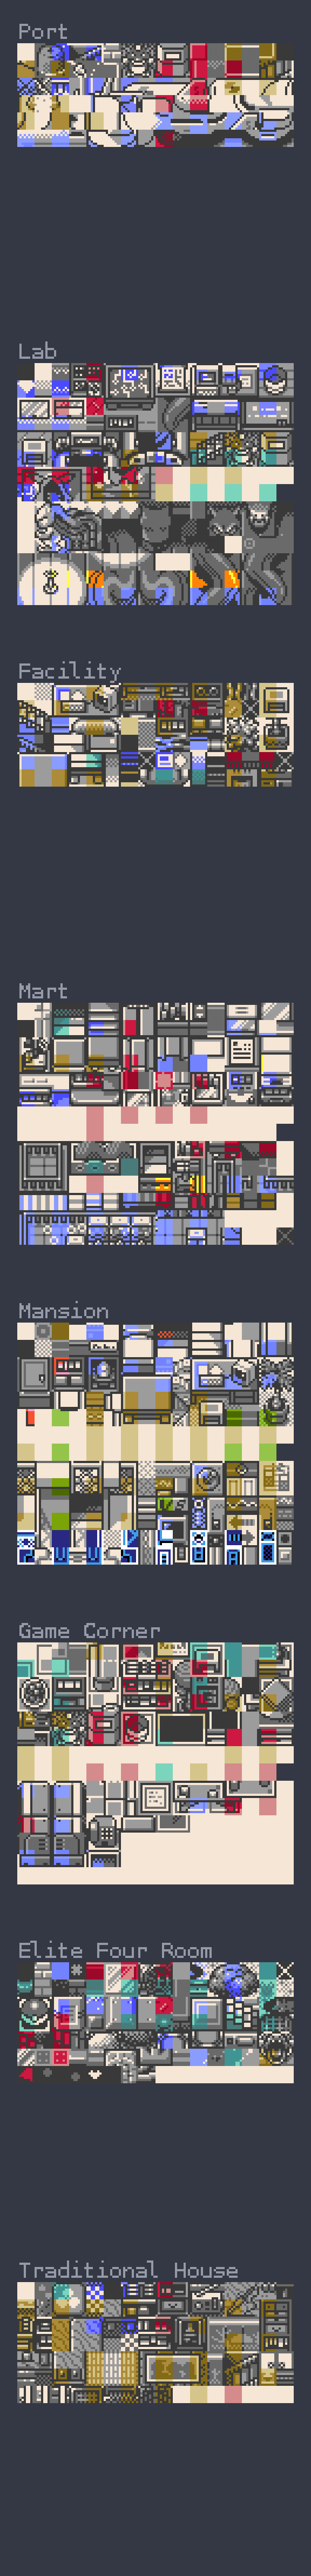 Port
Lab
Facility
Mart
Mansion
Game Corner
Elite Four Room
Traditional House